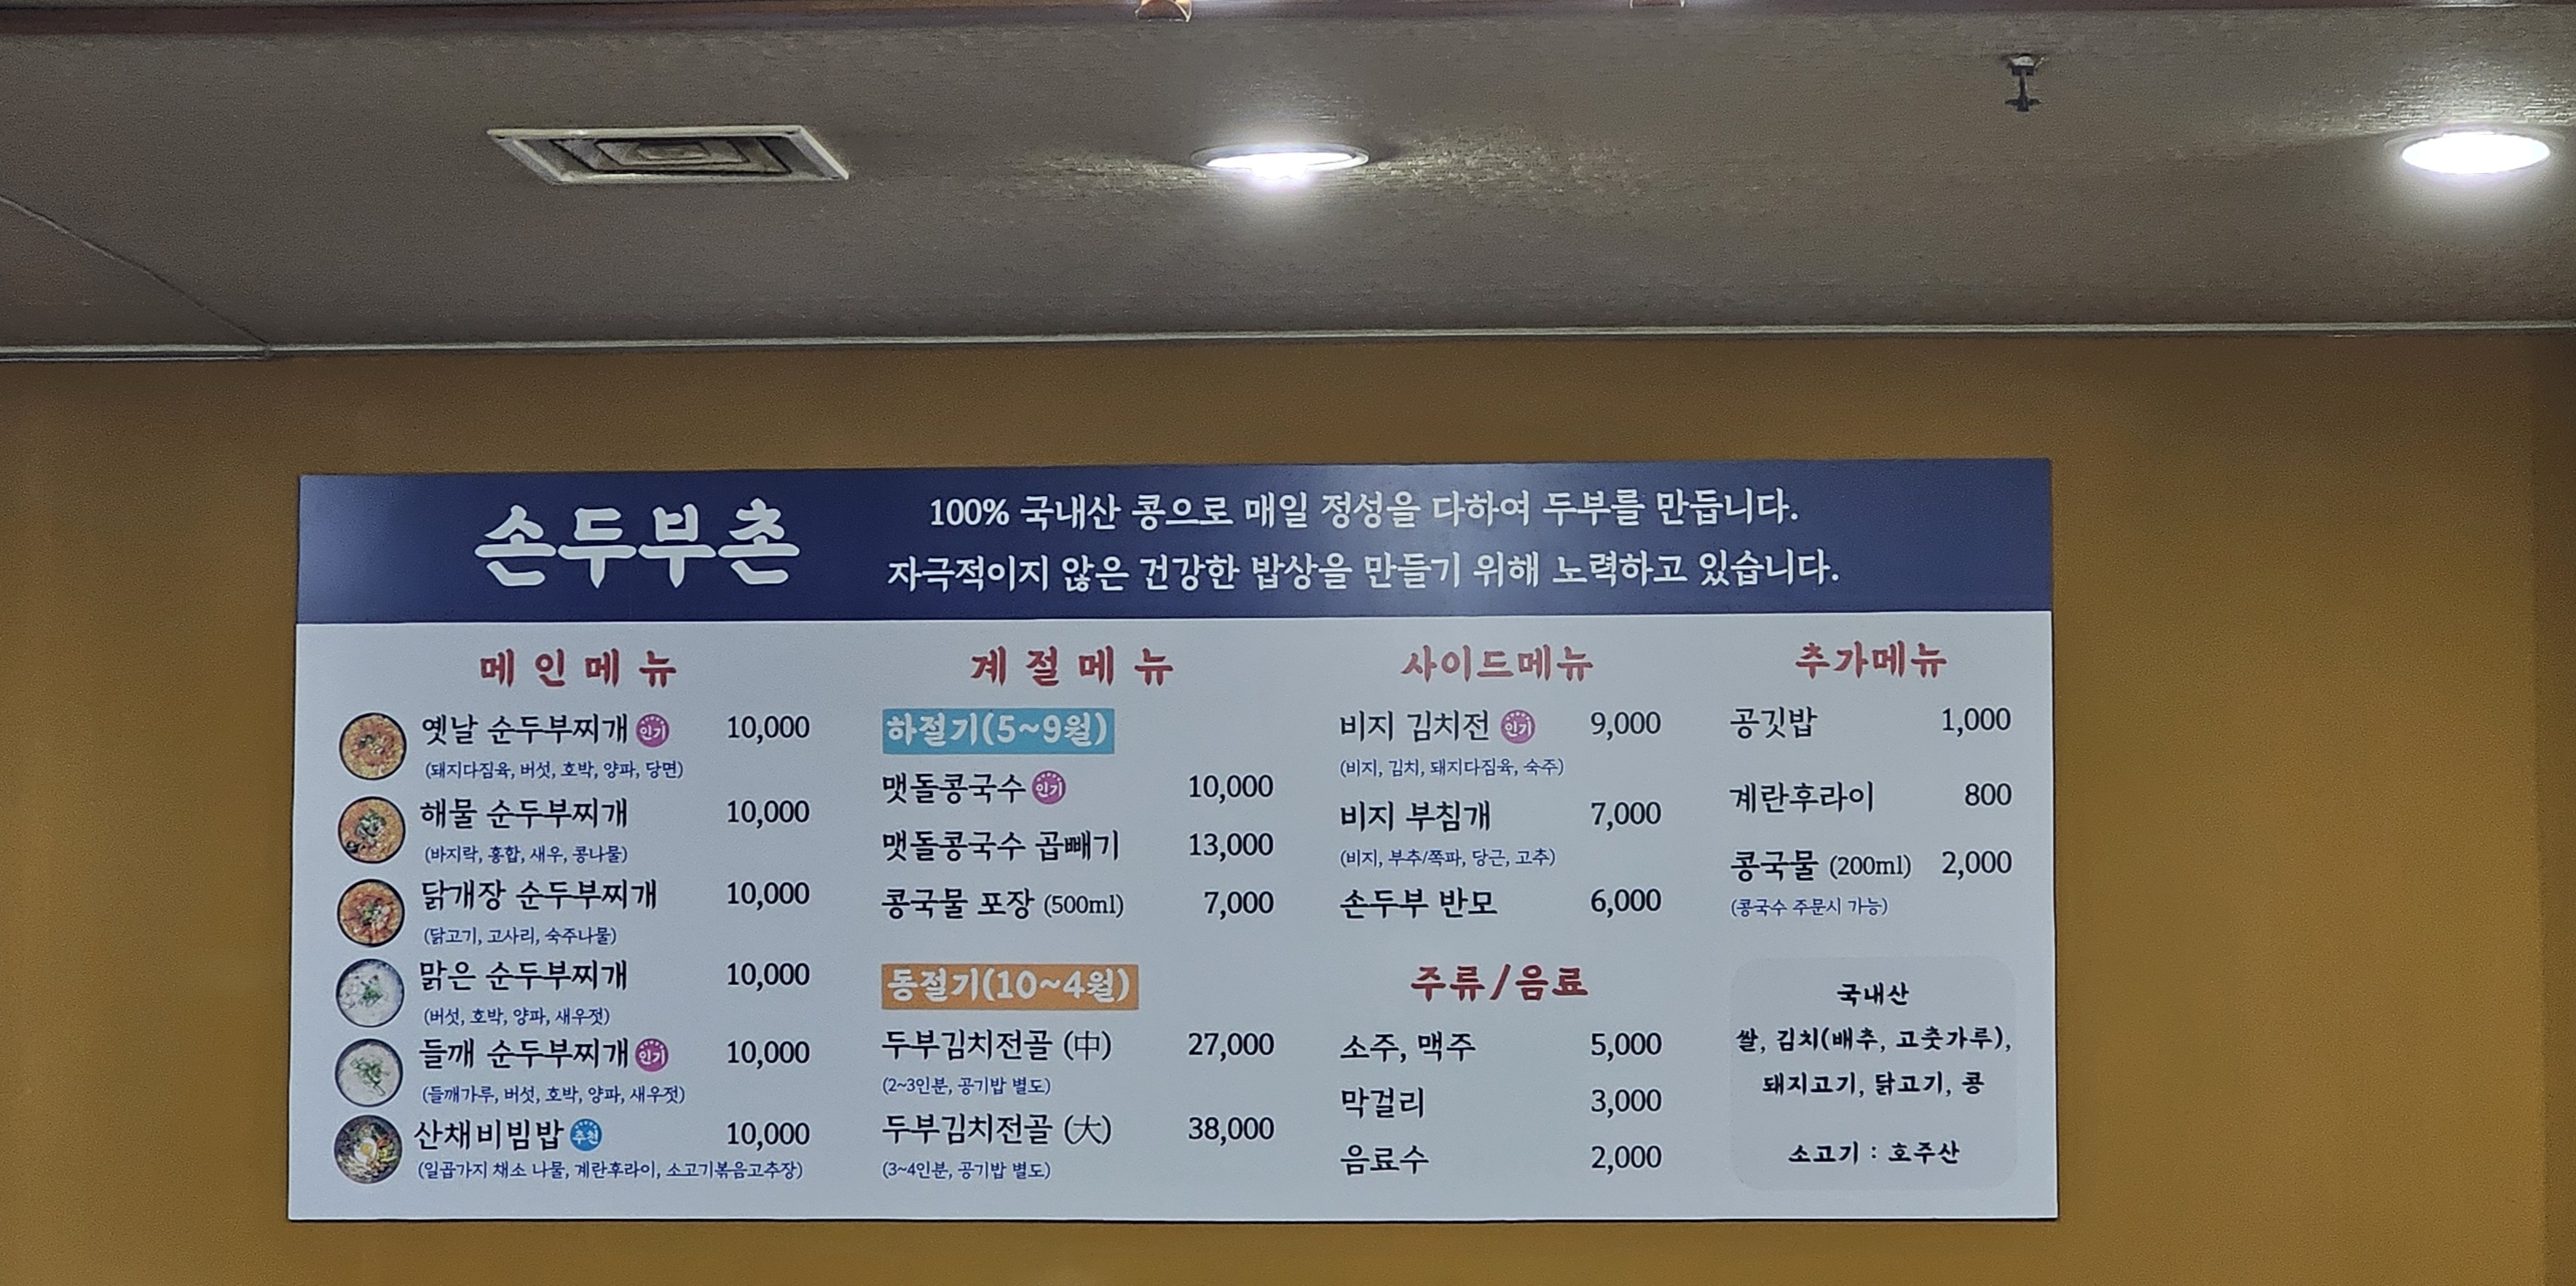 손두부촌
100% 국내산 콩으로 매일 정성을 다하여 두부를 만듭니다.
자극적이지 않은 건강한 밥상을 만들기 위해 노력하고 있습니다.
메인메뉴
옛날 순두부찌개 인기 10,000
(돼지다짐육, 버섯, 호박, 양파, 당면)
해물 순두부찌개 10,000
(바지락, 홍합, 새우, 콩나물)
닭개장 순두부찌개 10,000
(닭고기, 고사리, 숙주나물)
맑은 순두부찌개 10,000
(버섯, 호박, 양파, 새우젓)
들깨 순두부찌개 인기 10,000
(들깨가루, 버섯, 호박, 양파, 새우젓)
산채비빔밥 추천 10,000
(일곱가지 채소 나물, 계란후라이, 소고기볶음고추장)
계절메뉴
하절기(5~9월)
맷돌콩국수 인기 10,000
맷돌콩국수 곱빼기 13,000
콩국물 포장 (500ml) 7,000
동절기(10~4월)
두부김치전골 (中) 27,000
(2~3인분, 공기밥 별도)
두부김치전골 (大) 38,000
(3~4인분, 공기밥 별도)
사이드메뉴
비지 김치전 인기 9,000
(비지, 김치, 돼지다짐육, 숙주)
비지 부침개 7,000
(비지, 부추/쪽파, 당근, 고추)
손두부 반모 6,000
주류/음료
소주, 맥주 5,000
막걸리 3,000
음료수 2,000
추가메뉴
공깃밥 1,000
계란후라이 800
콩국물 (200ml) 2,000
(콩국수 주문시 가능)
국내산
쌀, 김치(배추, 고춧가루),
돼지고기, 닭고기, 콩
소고기 : 호주산